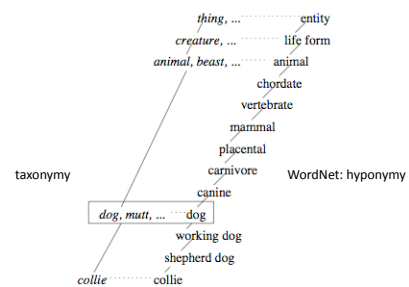 thing, ... entity
creature, ... life form
animal, beast, ... animal
chordate
vertebrate
mammal
placental
taxonymy carnivore WordNet: hyponymy
canine
dog, mutt, ... dog
working dog
shepherd dog
collie collie